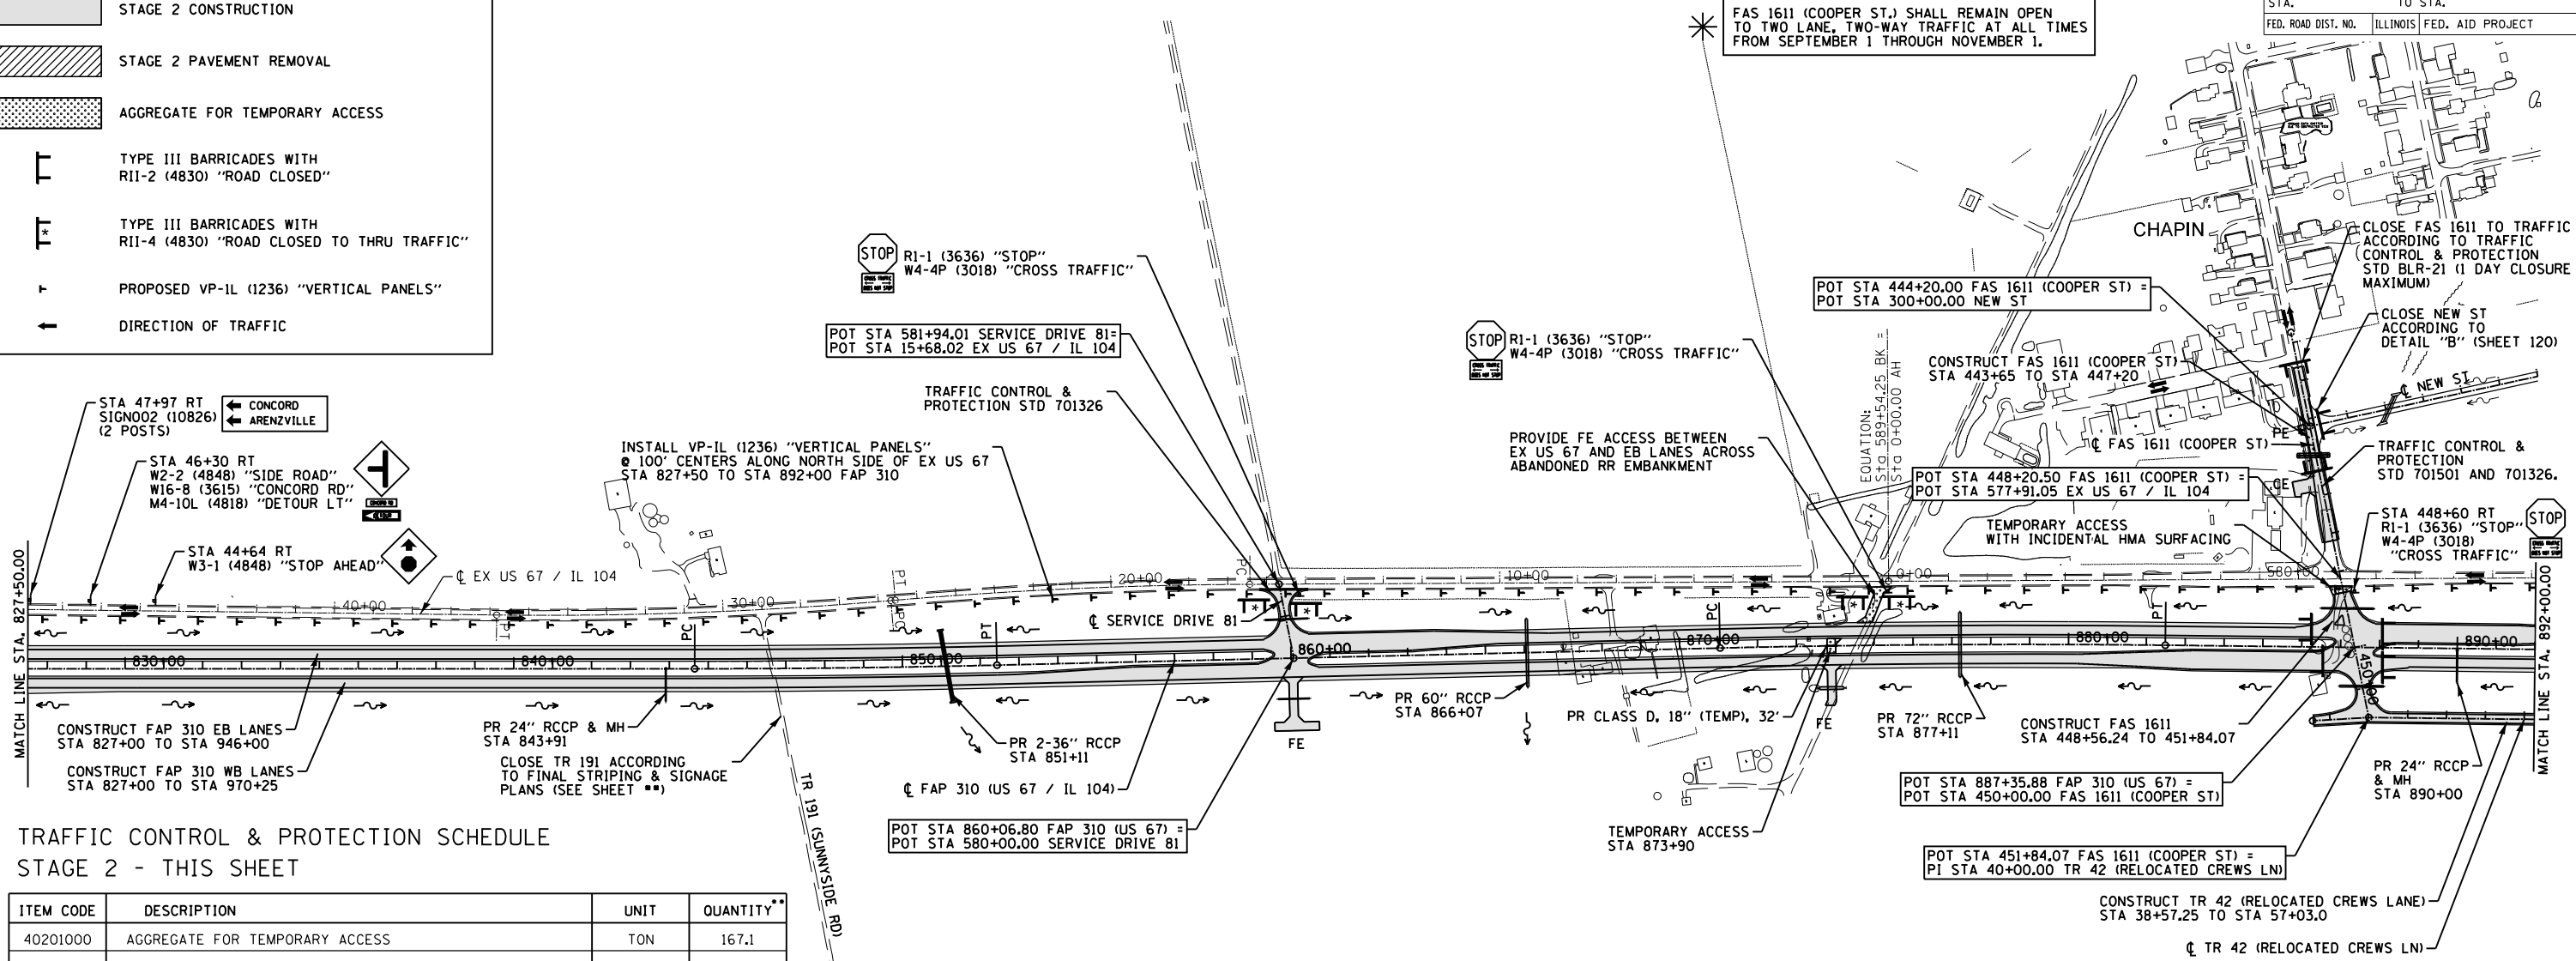 STAGE 2 CONSTRUCTION
STAGE 2 PAVEMENT REMOVAL
AGGREGATE FOR TEMPORARY ACCESS
TYPE III BARRICADES WITH
RII-2 (4830) "ROAD CLOSED"
TYPE III BARRICADES WITH
RII-4 (4830) "ROAD CLOSED TO THRU TRAFFIC"
PROPOSED VP-1L (1236) "VERTICAL PANELS"
DIRECTION OF TRAFFIC
FAS 1611 (COOPER ST.) SHALL REMAIN OPEN
TO TWO LANE, TWO-WAY TRAFFIC AT ALL TIMES
FROM SEPTEMBER 1 THROUGH NOVEMBER 1.
STA. TO STA.
FED. ROAD DIST. NO. ILLINOIS FED. AID PROJECT
CHAPIN
CLOSE FAS 1611 TO TRAFFIC
ACCORDING TO TRAFFIC
CONTROL & PROTECTION
STD BLR-21 (1 DAY CLOSURE
MAXIMUM)
STOP
R1-1 (3636) "STOP"
W4-4P (3018) "CROSS TRAFFIC"
CROSS TRAFFIC
DOES NOT STOP
POT STA 444+20.00 FAS 1611 (COOPER ST) =
POT STA 300+00.00 NEW ST
CLOSE NEW ST
ACCORDING TO
DETAIL "B" (SHEET 120)
POT STA 581+94.01 SERVICE DRIVE 81=
POT STA 15+68.02 EX US 67 / IL 104
STOP
R1-1 (3636) "STOP"
W4-4P (3018) "CROSS TRAFFIC"
CONSTRUCT FAS 1611 (COOPER ST)
STA 443+65 TO STA 447+20
℄ NEW ST
TRAFFIC CONTROL &
PROTECTION STD 701326
STA 47+97 RT
SIGN002 (10826)
(2 POSTS)
← CONCORD
← ARENZVILLE
EQUATION:
Sta 589+54.25 BK =
Sta 0+00.00 AH
PE
℄ FAS 1611 (COOPER ST)
INSTALL VP-1L (1236) "VERTICAL PANELS"
@ 100' CENTERS ALONG NORTH SIDE OF EX US 67
STA 827+50 TO STA 892+00 FAP 310
PROVIDE FE ACCESS BETWEEN
EX US 67 AND EB LANES ACROSS
ABANDONED RR EMBANKMENT
TRAFFIC CONTROL &
PROTECTION
STD 701501 AND 701326.
STA 46+30 RT
W2-2 (4848) "SIDE ROAD"
W16-8 (3615) "CONCORD RD"
M4-10L (4818) "DETOUR LT"
POT STA 448+20.50 FAS 1611 (COOPER ST) =
POT STA 577+91.05 EX US 67 / IL 104
CE
STA 448+60 RT
R1-1 (3636) "STOP"
W4-4P (3018)
"CROSS TRAFFIC"
STOP
TEMPORARY ACCESS
WITH INCIDENTAL HMA SURFACING
STA 44+64 RT
W3-1 (4848) "STOP AHEAD"
℄ EX US 67 / IL 104
MATCH LINE STA. 827+50.00
40+00
PT
30+00
PT
PC
20+00
PC
10+00
0+00
580+00
MATCH LINE STA. 892+00.00
℄ SERVICE DRIVE 81
830+00
840+00
PC
850+00
PT
860+00
870+00
PC
880+00
PT
450+00
890+00
CONSTRUCT FAP 310 EB LANES
STA 827+00 TO STA 946+00
CONSTRUCT FAP 310 WB LANES
STA 827+00 TO STA 970+25
PR 24" RCCP & MH
STA 843+91
CLOSE TR 191 ACCORDING
TO FINAL STRIPING & SIGNAGE
PLANS (SEE SHEET **)
TR 191 (SUNNYSIDE RD)
PR 2-36" RCCP
STA 851+11
℄ FAP 310 (US 67 / IL 104)
POT STA 860+06.80 FAP 310 (US 67) =
POT STA 580+00.00 SERVICE DRIVE 81
FE
PR 60" RCCP
STA 866+07
PR CLASS D, 18" (TEMP), 32'
FE
PR 72" RCCP
STA 877+11
TEMPORARY ACCESS
STA 873+90
CONSTRUCT FAS 1611
STA 448+56.24 TO 451+84.07
POT STA 887+35.88 FAP 310 (US 67) =
POT STA 450+00.00 FAS 1611 (COOPER ST)
PR 24" RCCP
& MH
STA 890+00
POT STA 451+84.07 FAS 1611 (COOPER ST) =
PI STA 40+00.00 TR 42 (RELOCATED CREWS LN)
CONSTRUCT TR 42 (RELOCATED CREWS LANE)
STA 38+57.25 TO STA 57+03.0
℄ TR 42 (RELOCATED CREWS LN)
TRAFFIC CONTROL & PROTECTION SCHEDULE
STAGE 2 - THIS SHEET
ITEM CODE DESCRIPTION UNIT QUANTITY**
40201000 AGGREGATE FOR TEMPORARY ACCESS TON 167.1